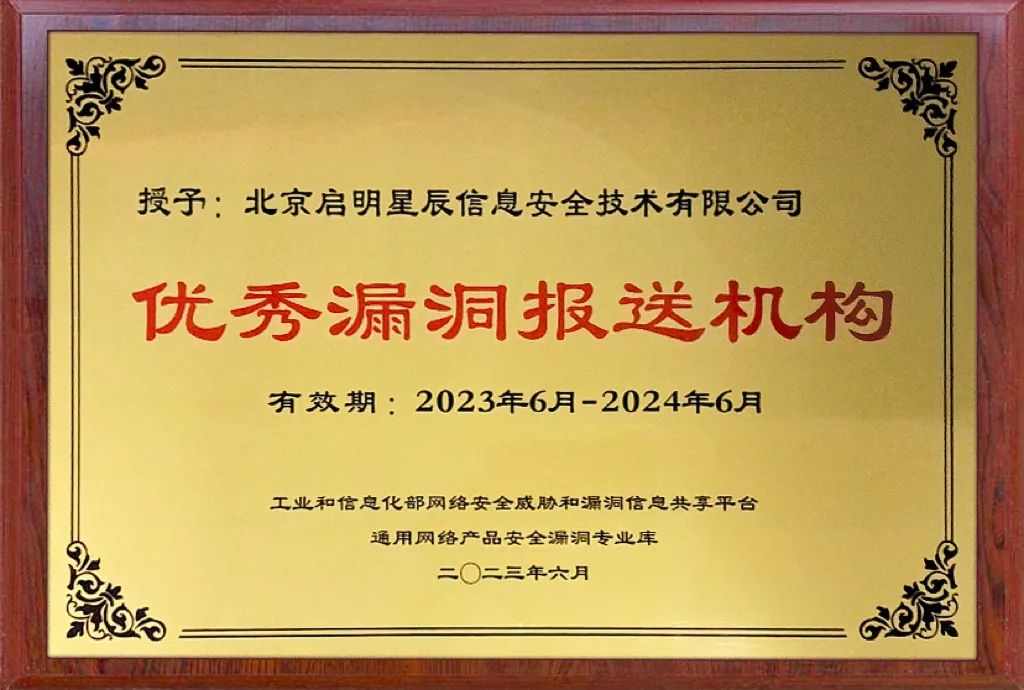 授予：北京启明星辰信息安全技术有限公司
优秀漏洞报送机构
有效期：2023年6月-2024年6月
工业和信息化部网络安全威胁和漏洞信息共享平台
通用网络产品安全漏洞专业库
二〇二三年六月